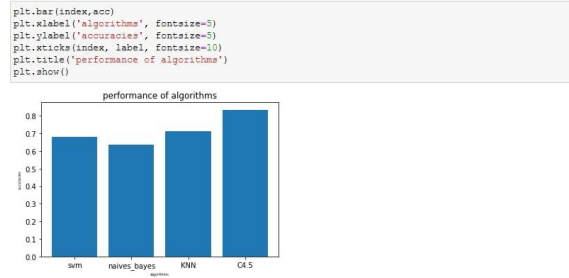 plt.bar(index,acc)
plt.xlabel('algorithms', fontsize=5)
plt.ylabel('accuracies', fontsize=5)
plt.xticks(index, label, fontsize=10)
plt.title('performance of algorithms')
plt.show()
performance of algorithms
0.8
0.7
0.6
0.5
accuracies
0.4
0.3
0.2
0.1
0.0
svm naives_bayes KNN C4.5
algorithms